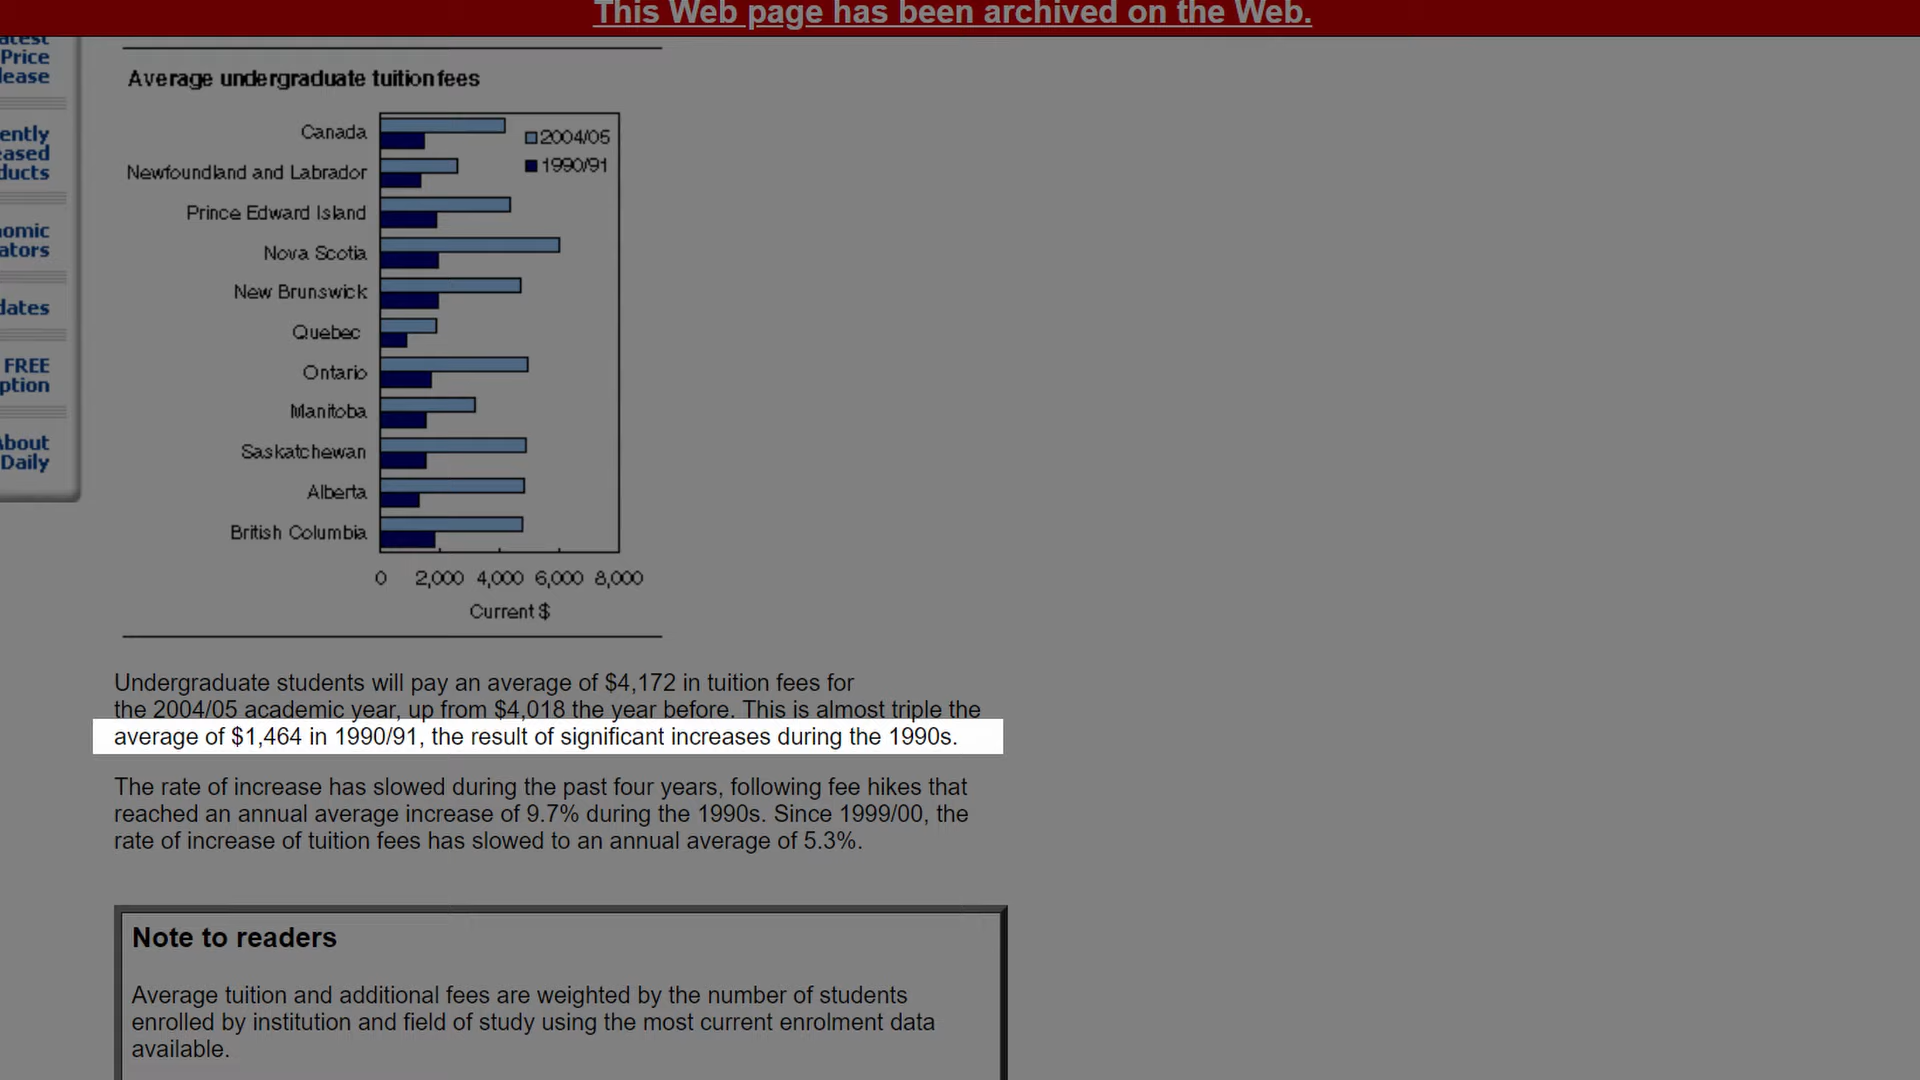 This Web page has been archived on the Web.
Price
ently
ased
ducts
nomic
ators
dates
FREE
ption
About
Daily
Average undergraduate tuition fees
2004/05
1990/91
Canada
Newfoundland and Labrador
Prince Edward Island
Nova Scotia
New Brunswick
Quebec
Ontario
Manitoba
Saskatchewan
Alberta
British Columbia
0 2,000 4,000 6,000 8,000
Current $
Undergraduate students will pay an average of $4,172 in tuition fees for
the 2004/05 academic year, up from $4,018 the year before. This is almost triple the
average of $1,464 in 1990/91, the result of significant increases during the 1990s.
The rate of increase has slowed during the past four years, following fee hikes that
reached an annual average increase of 9.7% during the 1990s. Since 1999/00, the
rate of increase of tuition fees has slowed to an annual average of 5.3%.
Note to readers
Average tuition and additional fees are weighted by the number of students
enrolled by institution and field of study using the most current enrolment data
available.